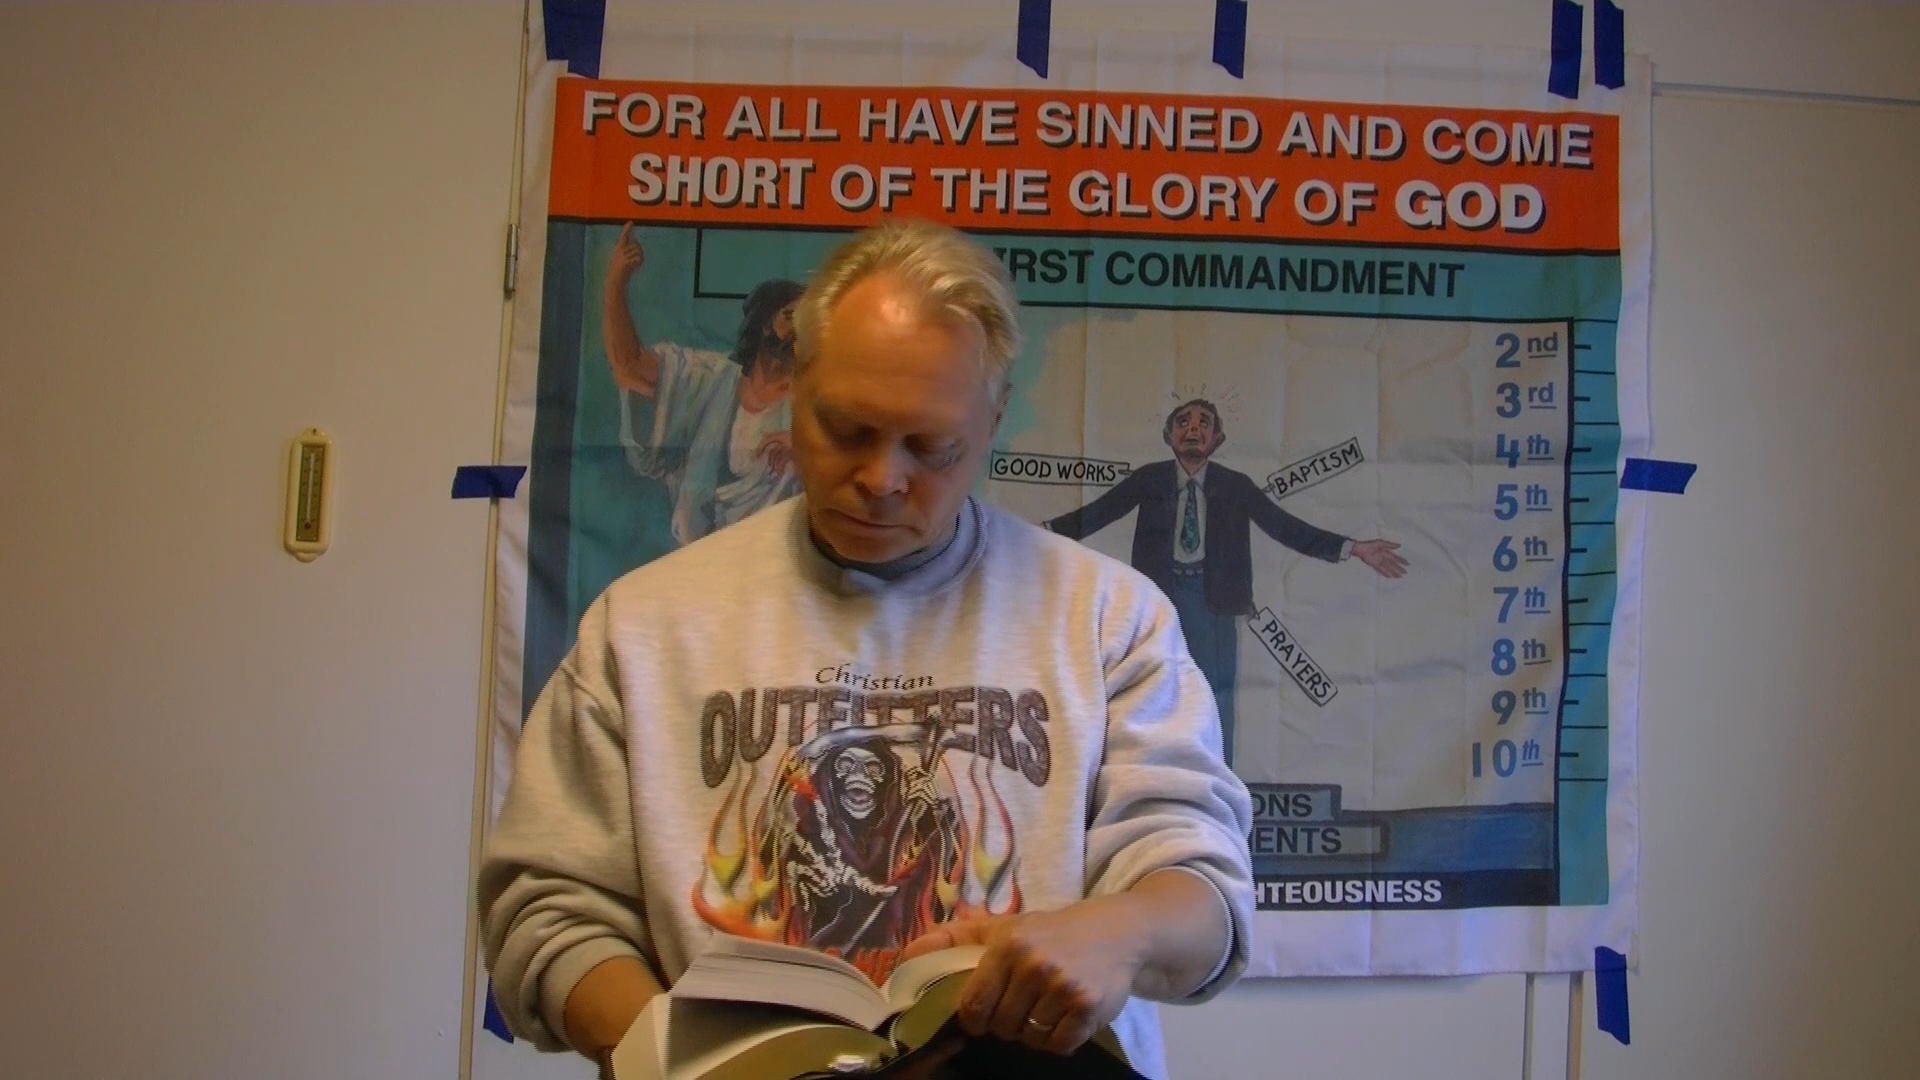 FOR ALL HAVE SINNED AND COME
SHORT OF THE GLORY OF GOD
COMMANDMENT
2nd
3rd
4th
5th
6th
7th
8th
9th
10th
GOOD WORKS
BAPTISM
PRAYERS
Christian
OUTFITTERS